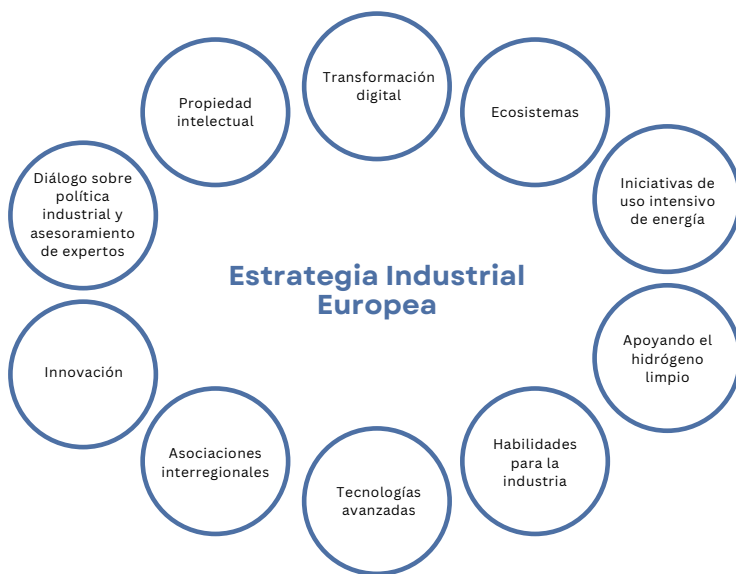 Transformación
digital
Propiedad
intelectual
Ecosistemas
Diálogo sobre
política
industrial y
asesoramiento
de expertos
Iniciativas de
uso intensivo
de energía
Estrategia Industrial
Europea
Innovación
Apoyando el
hidrógeno
limpio
Asociaciones
interregionales
Tecnologías
avanzadas
Habilidades
para la
industria